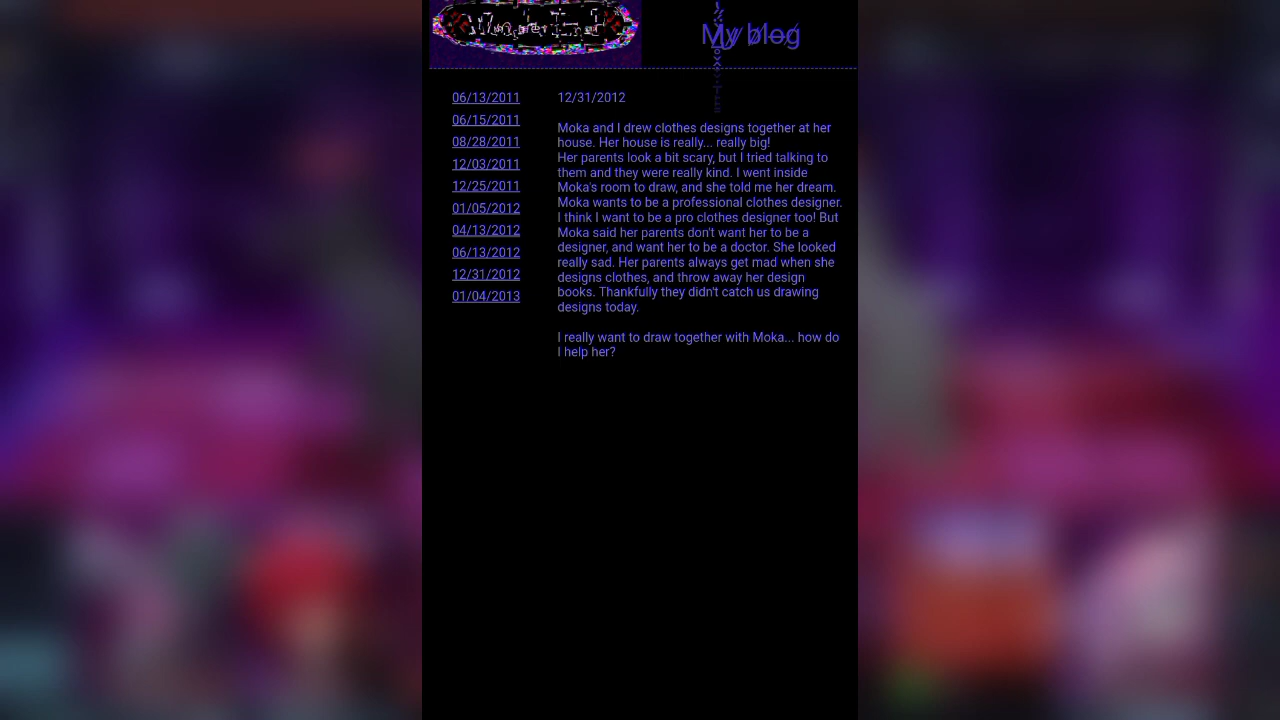 My blog
06/13/2011
06/15/2011
08/28/2011
12/03/2011
12/25/2011
01/05/2012
04/13/2012
06/13/2012
12/31/2012
01/04/2013
12/31/2012
Moka and I drew clothes designs together at her
house. Her house is really... really big!
Her parents look a bit scary, but I tried talking to
them and they were really kind. I went inside
Moka's room to draw, and she told me her dream.
Moka wants to be a professional clothes designer.
I think I want to be a pro clothes designer too! But
Moka said her parents don't want her to be a
designer, and want her to be a doctor. She looked
really sad. Her parents always get mad when she
designs clothes, and throw away her design
books. Thankfully they didn't catch us drawing
designs today.
I really want to draw together with Moka... how do
I help her?